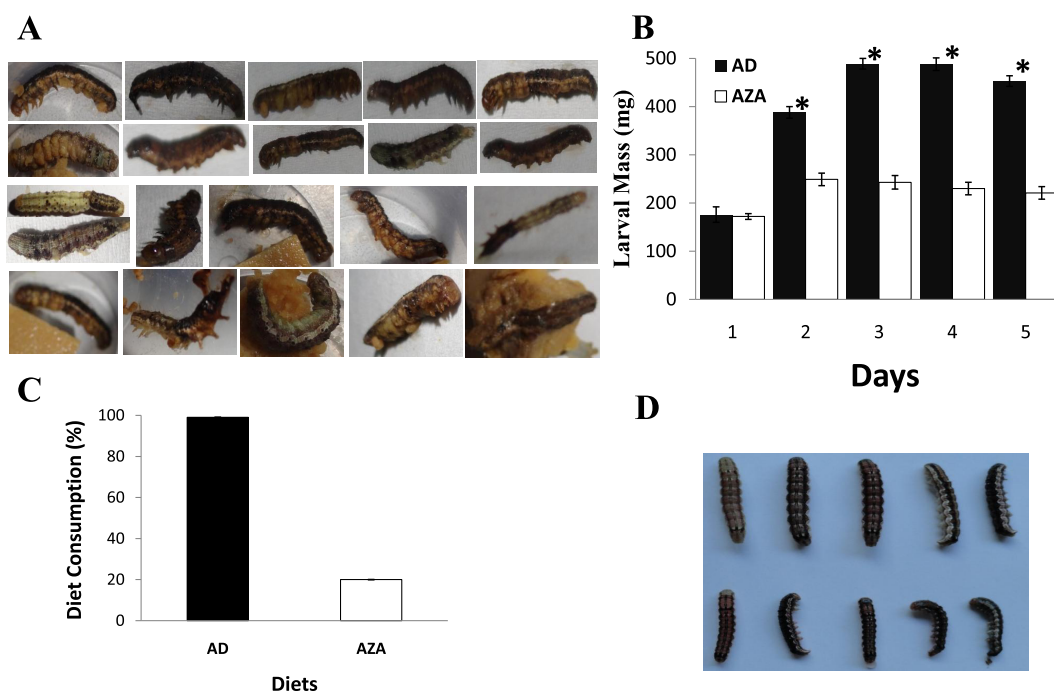 A
B
500
400
300
200
100
0
Larval Mass (mg)
AD
AZA
*
*
*
*
1 2 3 4 5
Days
C
100
80
60
40
20
0
Diet Consumption (%)
AD AZA
Diets
D